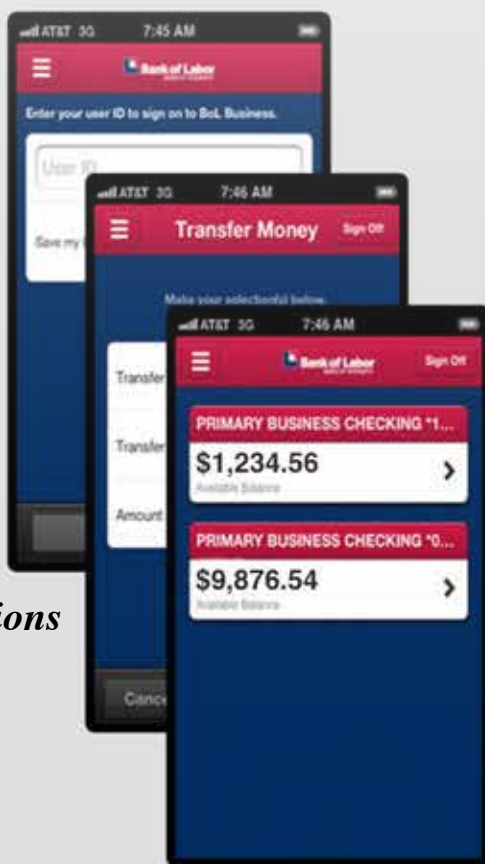 AT&T 3G 7:45 AM
Bank of Labor
Enter your user ID to sign on to BoL Business.
User ID
Save my
AT&T 3G 7:46 AM
Transfer Money Sign Off
Make your selection(s) below.
Transfer
Transfer
Amount
Cance
AT&T 3G 7:46 AM
Bank of Labor Sign Off
PRIMARY BUSINESS CHECKING *1...
$1,234.56
Available Balance
PRIMARY BUSINESS CHECKING *0...
$9,876.54
Available Balance
ions